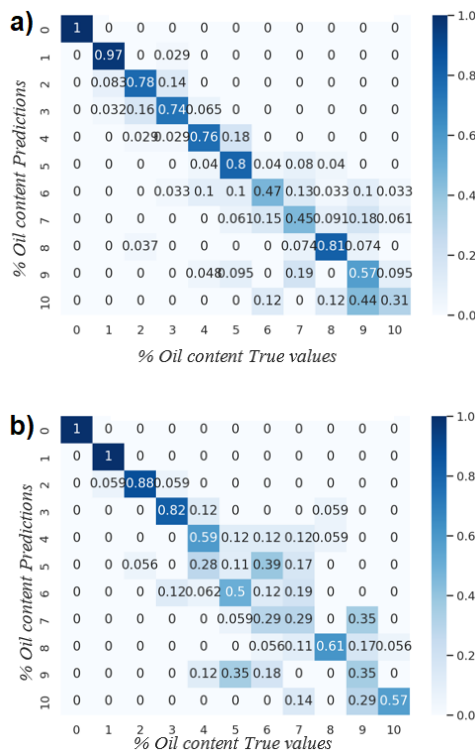 a)
% Oil content Predictions
0 1 0 0 0 0 0 0 0 0 0 0
1 0 0.97 0 0.029 0 0 0 0 0 0 0
2 0 0.083 0.78 0.14 0 0 0 0 0 0 0
3 0 0.032 0.16 0.74 0.065 0 0 0 0 0 0
4 0 0 0.029 0.029 0.76 0.18 0 0 0 0 0
5 0 0 0 0 0.04 0.8 0.04 0.08 0.04 0 0
6 0 0 0 0.033 0.1 0.1 0.47 0.13 0.033 0.1 0.033
7 0 0 0 0 0 0.061 0.15 0.45 0.091 0.18 0.061
8 0 0 0.037 0 0 0 0 0.074 0.81 0.074 0
9 0 0 0 0 0.048 0.095 0 0.19 0 0.57 0.095
10 0 0 0 0 0 0 0.12 0 0.12 0.44 0.31
0 1 2 3 4 5 6 7 8 9 10
% Oil content True values
1.0
0.8
0.6
0.4
0.2
0.0
b)
% Oil content Predictions
0 1 0 0 0 0 0 0 0 0 0 0
1 0 1 0 0 0 0 0 0 0 0 0
2 0 0.059 0.88 0.059 0 0 0 0 0 0 0
3 0 0 0 0.82 0.12 0 0 0 0.059 0 0
4 0 0 0 0 0.59 0.12 0.12 0.12 0.059 0 0
5 0 0 0.056 0 0.28 0.11 0.39 0.17 0 0 0
6 0 0 0 0.12 0.062 0.5 0.12 0.19 0 0 0
7 0 0 0 0 0 0.059 0.29 0.29 0 0.35 0
8 0 0 0 0 0 0 0.056 0.11 0.61 0.17 0.056
9 0 0 0 0 0.12 0.35 0.18 0 0 0.35 0
10 0 0 0 0 0 0 0 0.14 0 0.29 0.57
0 1 2 3 4 5 6 7 8 9 10
% Oil content True values
1.0
0.8
0.6
0.4
0.2
0.0